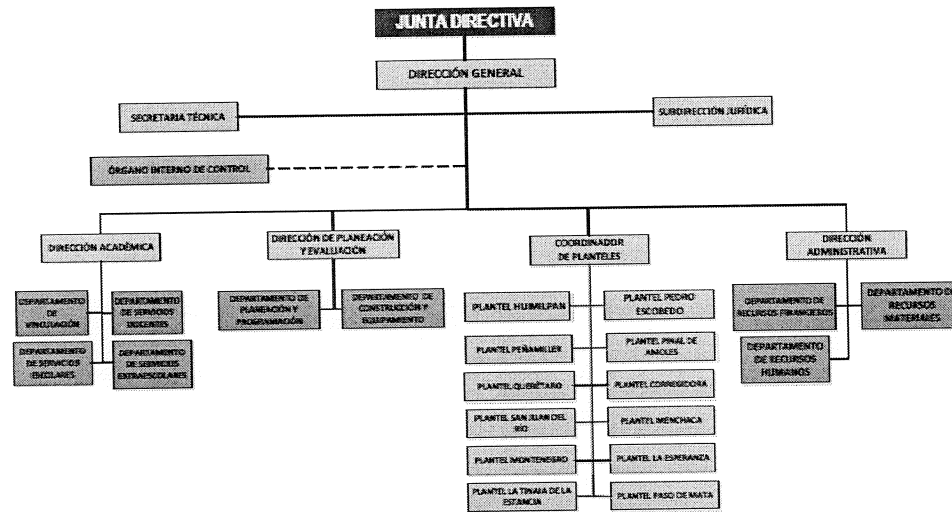 JUNTA DIRECTIVA
DIRECCIÓN GENERAL
SECRETARIA TÉCNICA
SUBDIRECCIÓN JURÍDICA
ÓRGANO INTERNO DE CONTROL
DIRECCIÓN ACADÉMICA
DIRECCIÓN DE PLANEACIÓN
Y EVALUACIÓN
COORDINADOR
DE PLANTELES
DIRECCIÓN
ADMINISTRATIVA
DEPARTAMENTO
DE
VINCULACIÓN
DEPARTAMENTO
DE SERVICIOS
DOCENTES
DEPARTAMENTO
DE SERVICIOS
ESCOLARES
DEPARTAMENTO
DE SERVICIOS
EXTRAESCOLARES
DEPARTAMENTO DE
PLANEACIÓN Y
PROGRAMACIÓN
DEPARTAMENTO DE
CONSTRUCCIÓN Y
EQUIPAMIENTO
PLANTEL HUIMILPAN
PLANTEL PEDRO
ESCOBEDO
PLANTEL PEÑAMILLER
PLANTEL PINAL DE
AMOLES
PLANTEL QUERÉTARO
PLANTEL CORREGIDORA
PLANTEL SAN JUAN DEL
RÍO
PLANTEL MENCHACA
PLANTEL MONTENEGRO
PLANTEL LA ESPERANZA
PLANTEL LA TINAJA DE LA
ESTANCIA
PLANTEL PASO DE MATA
DEPARTAMENTO DE
RECURSOS FINANCIEROS
DEPARTAMENTO DE
RECURSOS
MATERIALES
DEPARTAMENTO
DE RECURSOS
HUMANOS